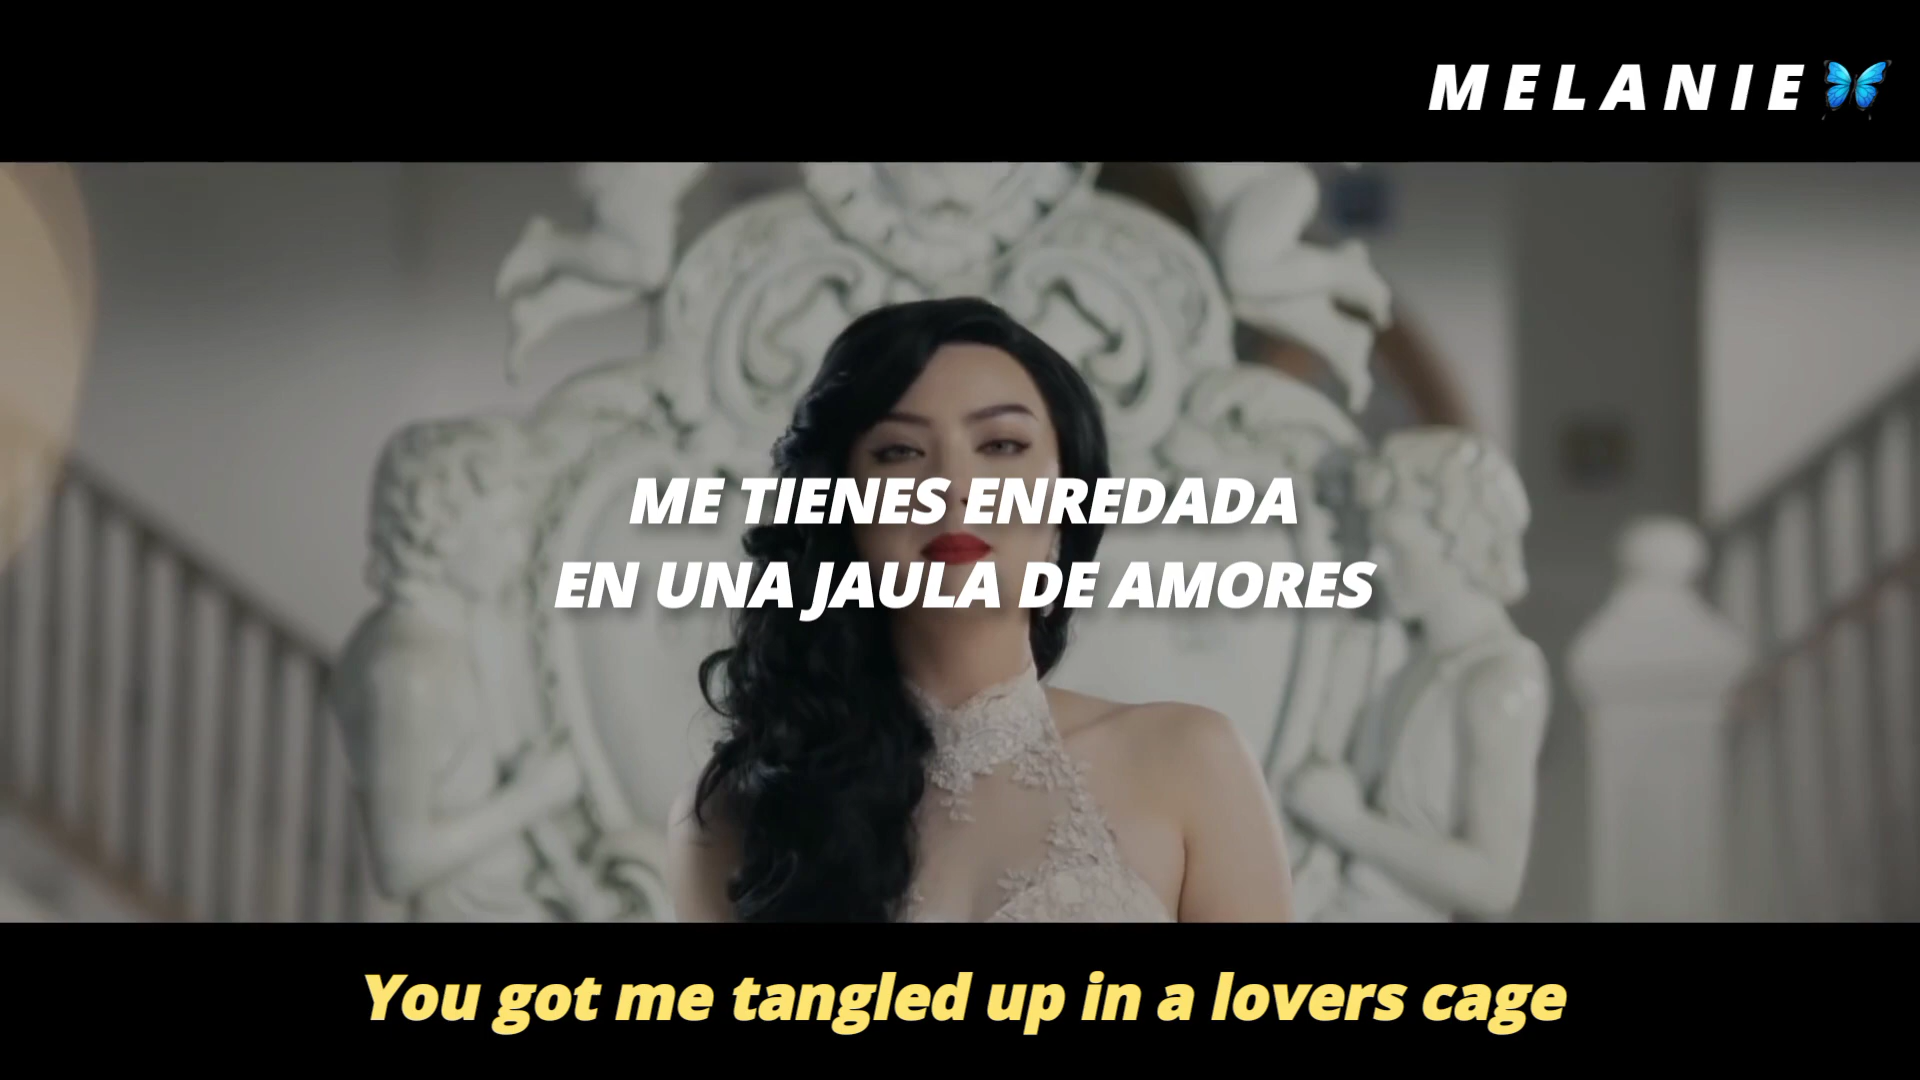 MELANIE🦋
ME TIENES ENREDADA
EN UNA JAULA DE AMORES
You got me tangled up in a lovers cage